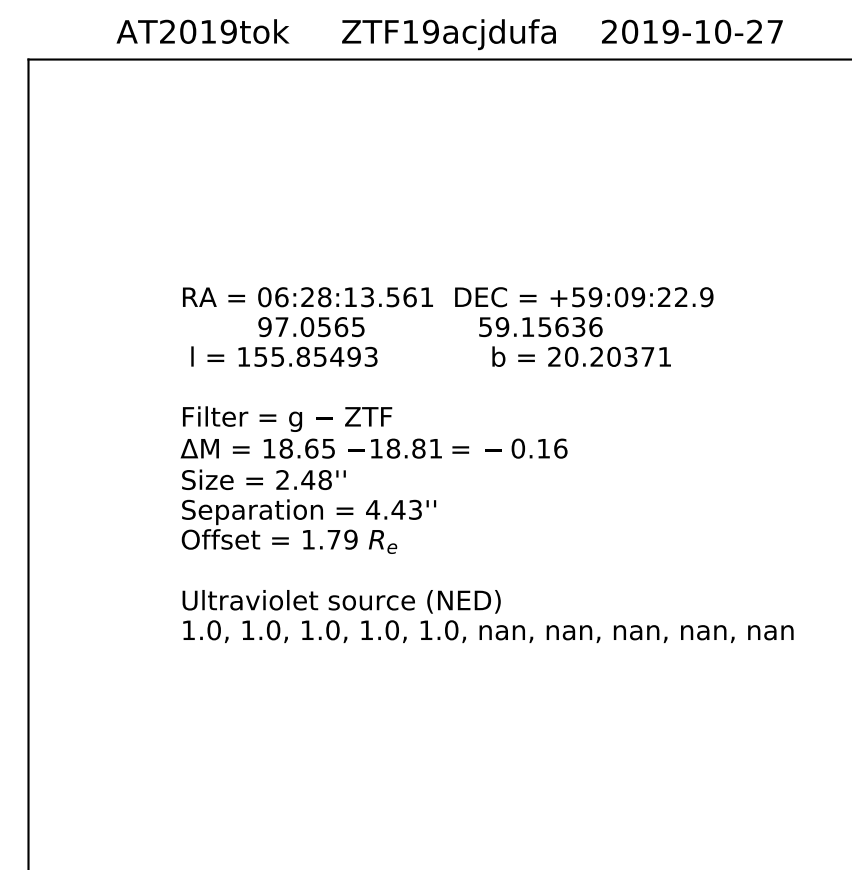 AT2019tok ZTF19acjdufa 2019-10-27
RA = 06:28:13.561 DEC = +59:09:22.9
97.0565 59.15636
l = 155.85493 b = 20.20371
Filter = g − ZTF
ΔM = 18.65 −18.81 = − 0.16
Size = 2.48''
Separation = 4.43''
Offset = 1.79 Re
Ultraviolet source (NED)
1.0, 1.0, 1.0, 1.0, 1.0, nan, nan, nan, nan, nan